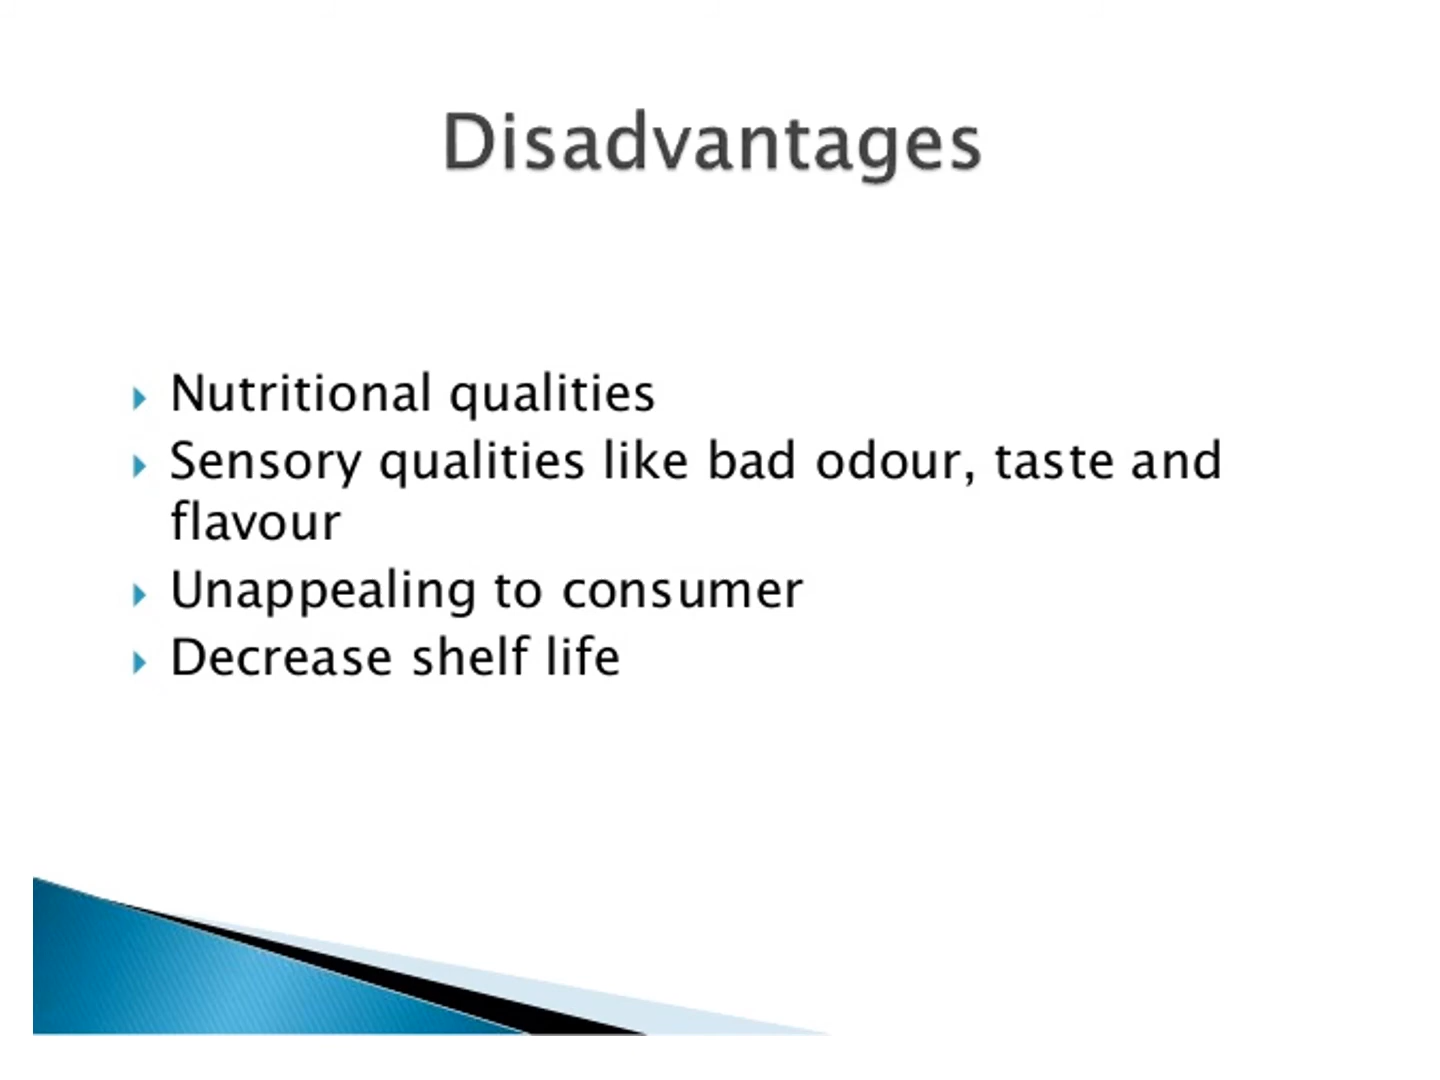 Disadvantages
Nutritional qualities
Sensory qualities like bad odour, taste and
flavour
Unappealing to consumer
Decrease shelf life